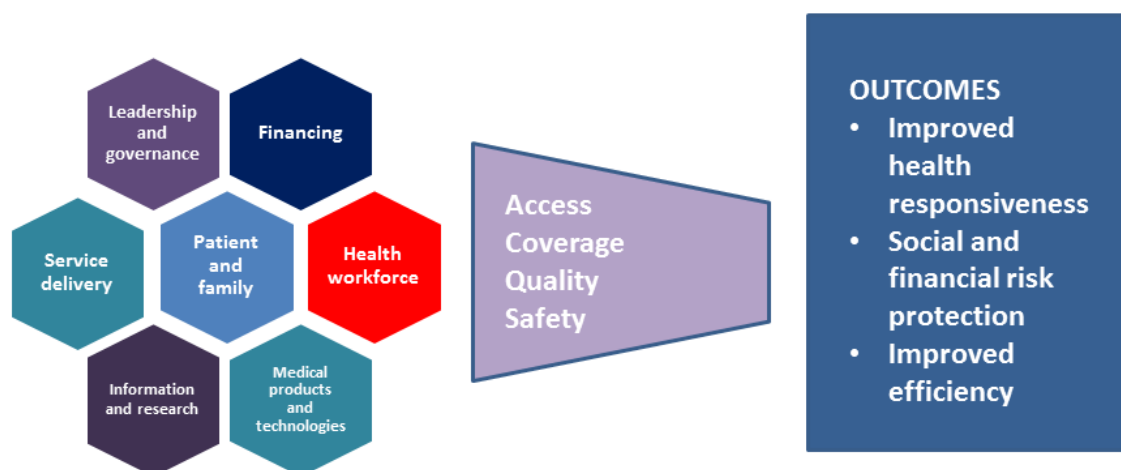 Leadership
and
governance
Financing
Service
delivery
Patient
and
family
Health
workforce
Information
and research
Medical
products
and
technologies
Access
Coverage
Quality
Safety
OUTCOMES
• Improved
health
responsiveness
• Social and
financial risk
protection
• Improved
efficiency